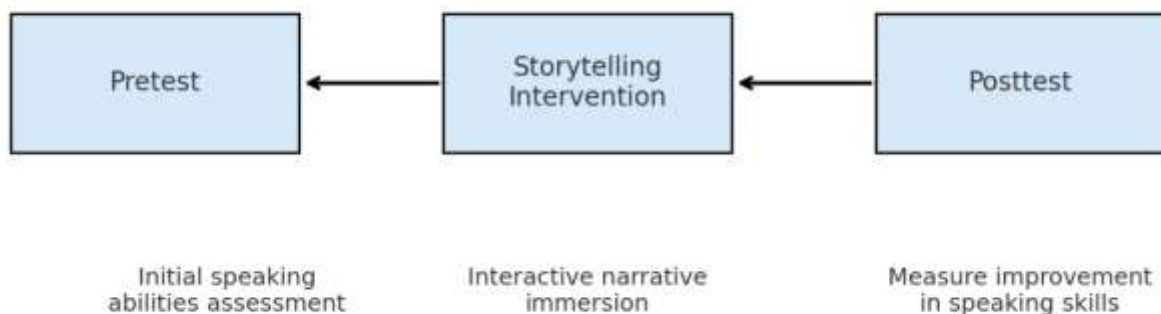 Pretest
Storytelling
Intervention
Posttest
Initial speaking
abilities assessment
Interactive narrative
immersion
Measure improvement
in speaking skills